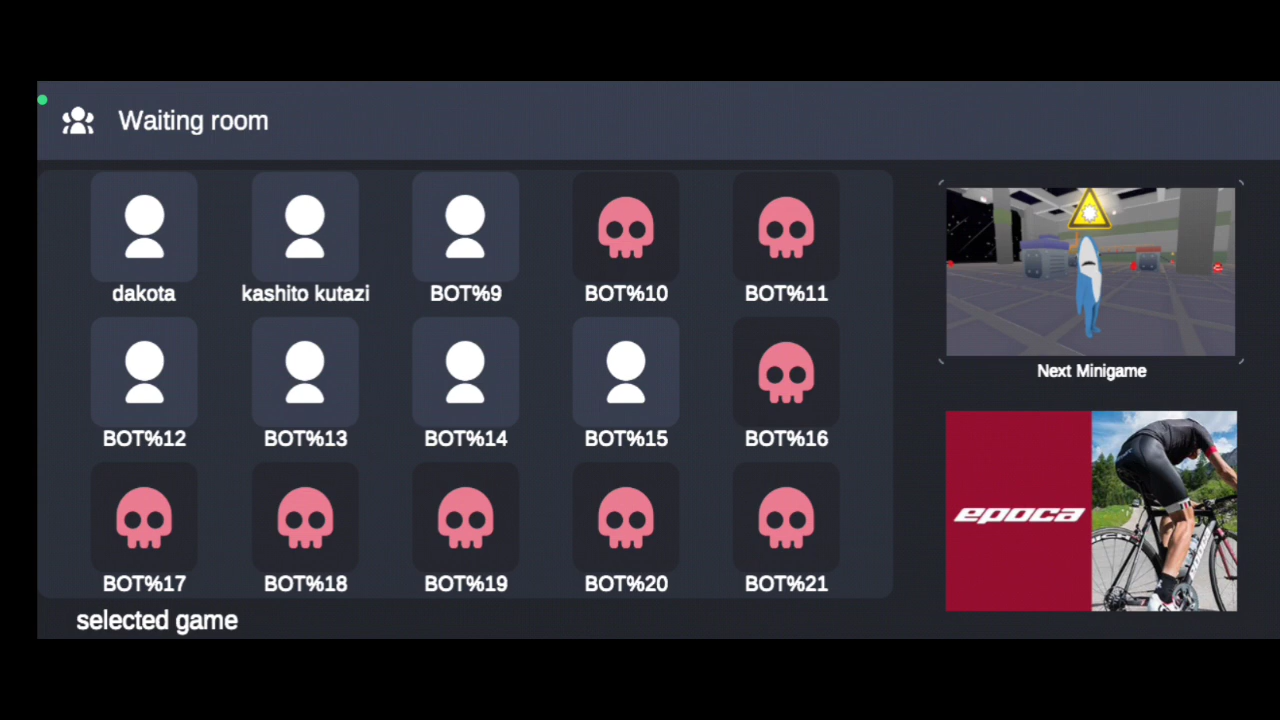 Waiting room
dakota
kashito kutazi
BOT%9
BOT%10
BOT%11
BOT%12
BOT%13
BOT%14
BOT%15
BOT%16
BOT%17
BOT%18
BOT%19
BOT%20
BOT%21
selected game
Next Minigame
epoca